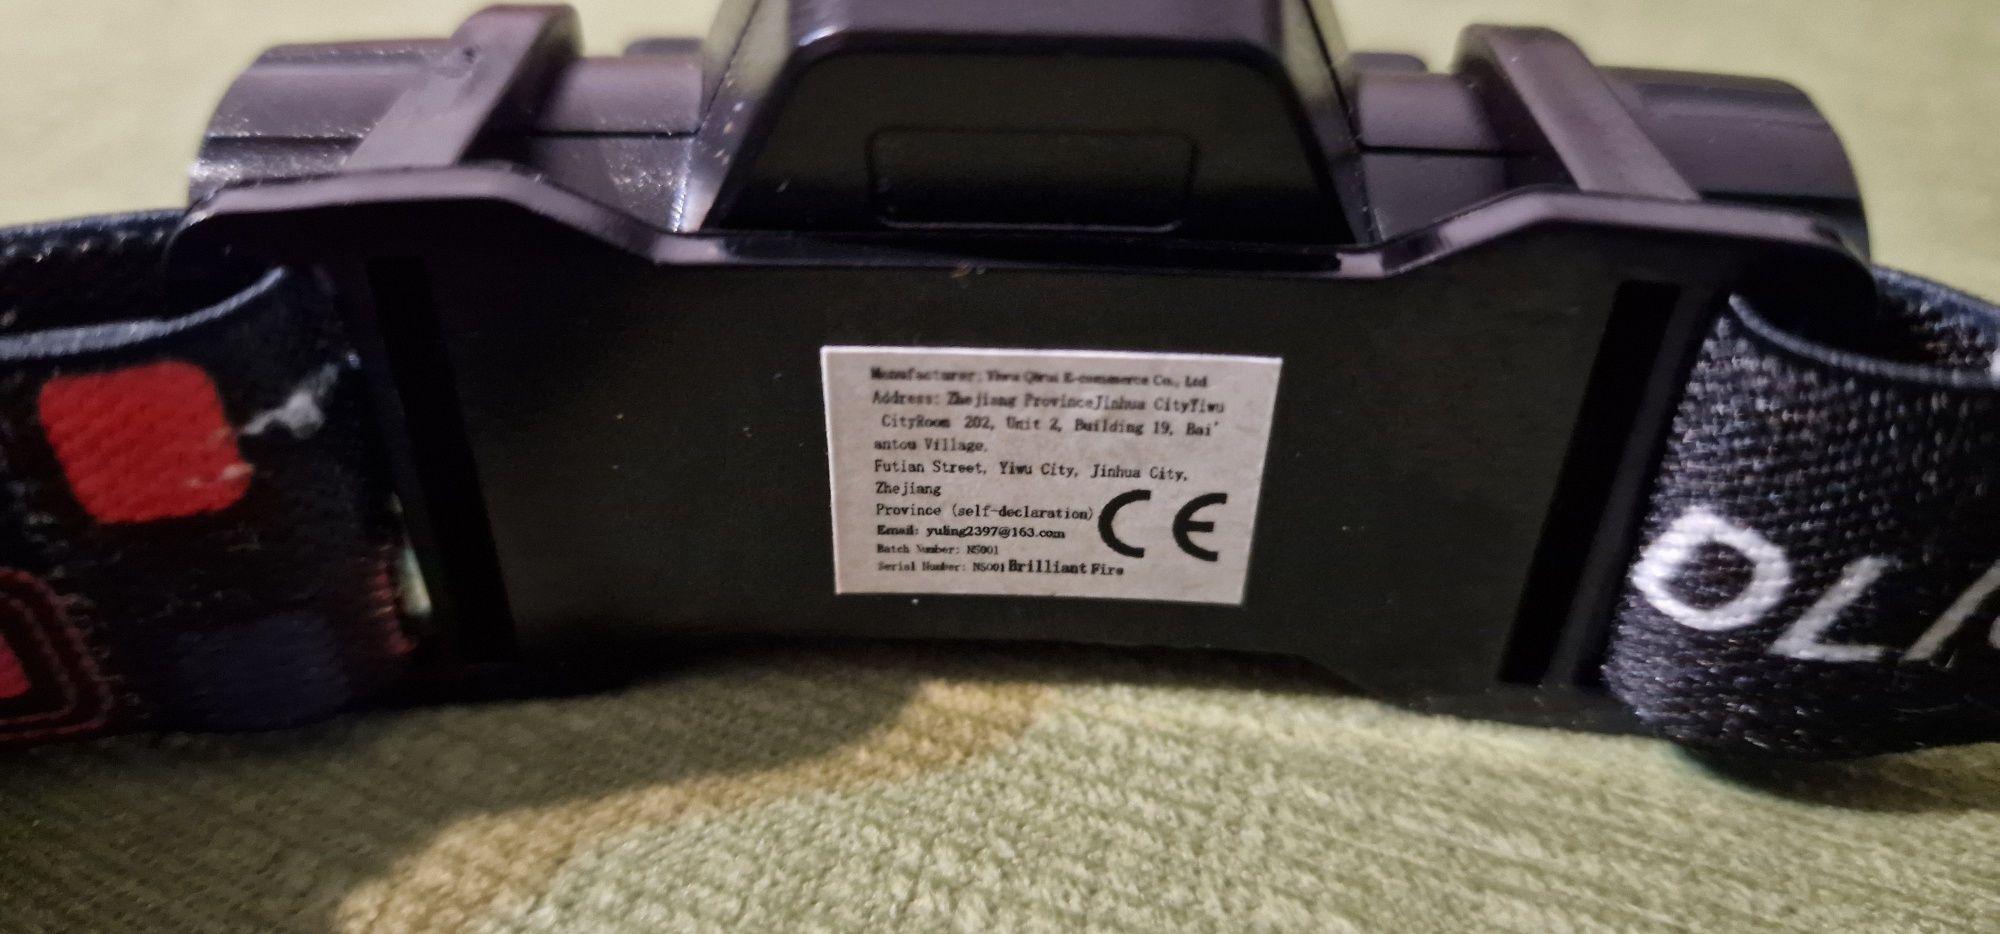 Manufacturer: Yiwu Qirui E-commerce Co., Ltd
Address: Zhejiang ProvinceJinhua CityYiwu
CityRoom 202, Unit 2, Building 19, Bai'
antou Village,
Futian Street, Yiwu City, Jinhua City,
Zhejiang
Province (self-declaration)
Email: yuling2397@163.com
Batch Number: NS001
Serial Number: NS001 Brilliant Fire
CE